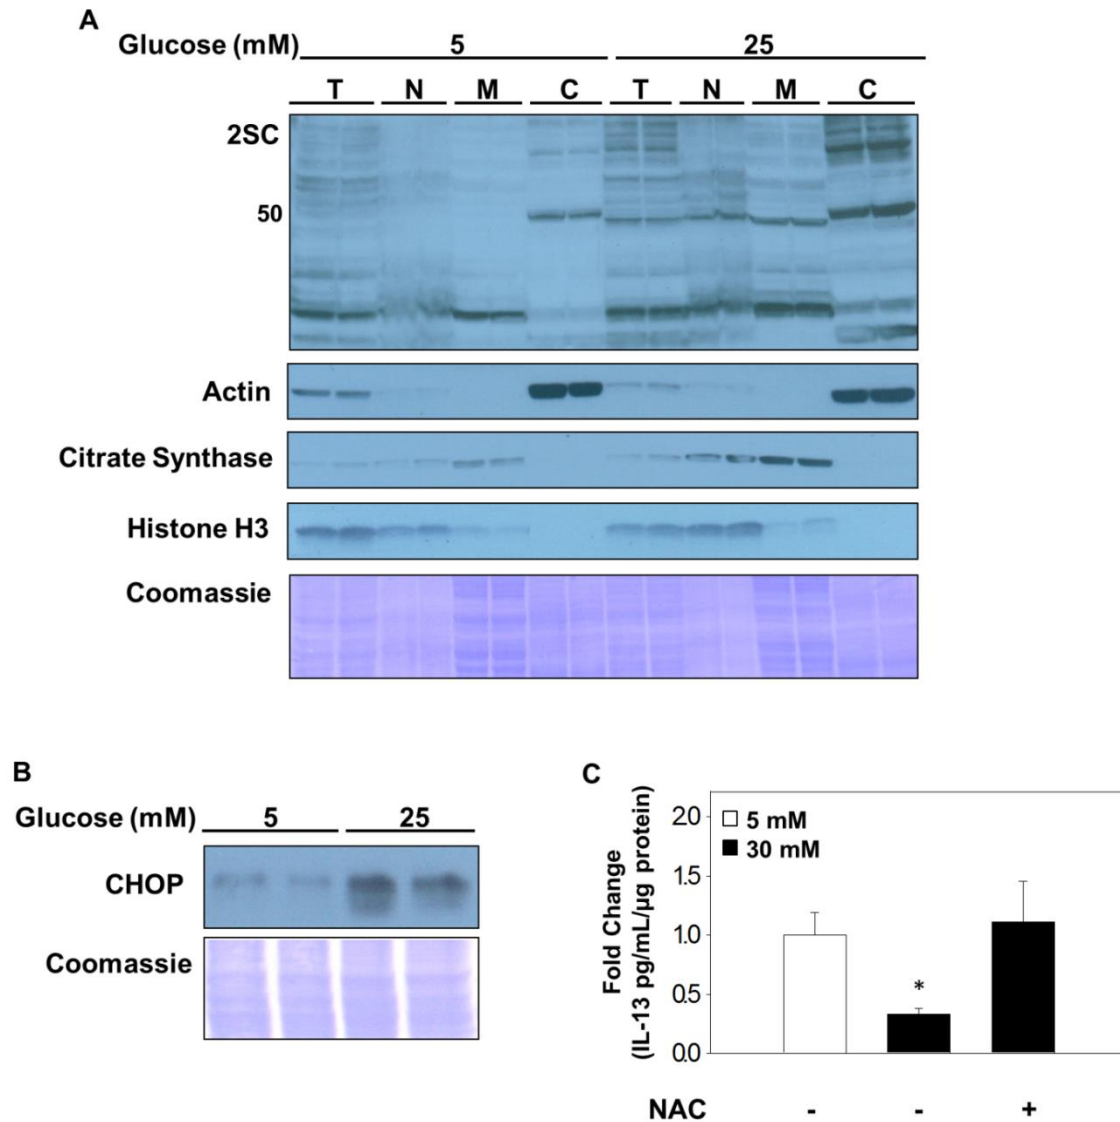 A
Glucose (mM) 5 25
T N M C T N M C
2SC
50
Actin
Citrate Synthase
Histone H3
Coomassie
B
Glucose (mM) 5 25
CHOP
Coomassie
C
Fold Change
(IL-13 pg/mL/μg protein)
2.0
1.5
1.0
0.5
0.0
5 mM
30 mM
*
NAC - - +